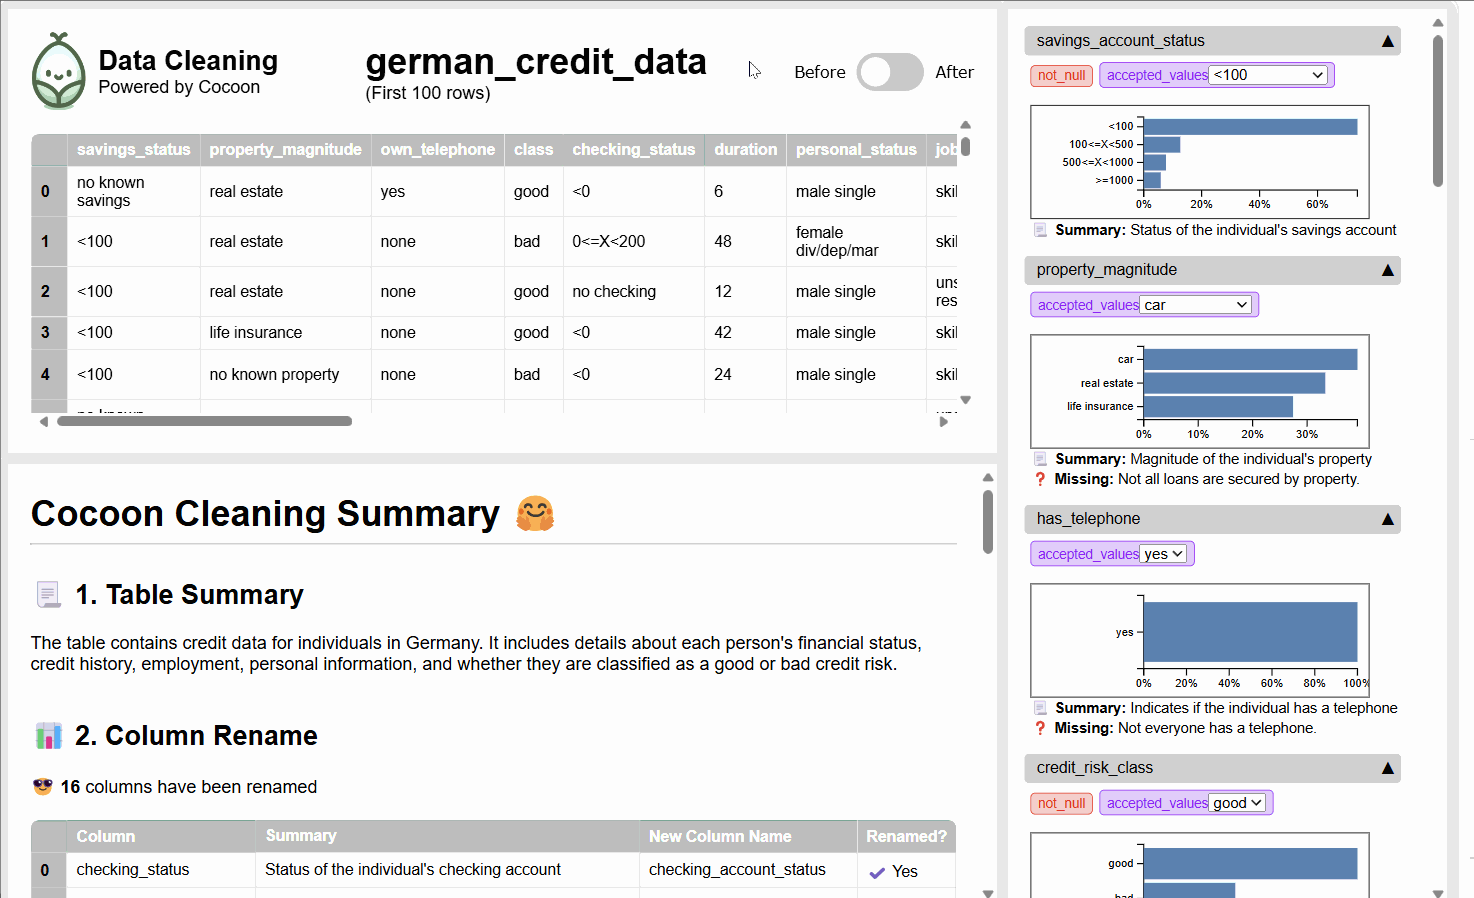 Data Cleaning
Powered by Cocoon
german_credit_data
(First 100 rows)
Before After
savings_status property_magnitude own_telephone class checking_status duration personal_status job
0 no known savings real estate yes good <0 6 male single skil
1 <100 real estate none bad 0<=X<200 48 female div/dep/mar skil
2 <100 real estate none good no checking 12 male single uns res
3 <100 life insurance none good <0 42 male single skil
4 <100 no known property none bad <0 24 male single skil
Cocoon Cleaning Summary
1. Table Summary
The table contains credit data for individuals in Germany. It includes details about each person's financial status,
credit history, employment, personal information, and whether they are classified as a good or bad credit risk.
2. Column Rename
16 columns have been renamed
Column Summary New Column Name Renamed?
0 checking_status Status of the individual's checking account checking_account_status Yes
savings_account_status ▲
not_null accepted_values <100
<100
100<=X<500
500<=X<1000
>=1000
0% 20% 40% 60%
Summary: Status of the individual's savings account
property_magnitude ▲
accepted_values car
car
real estate
life insurance
0% 10% 20% 30%
Summary: Magnitude of the individual's property
Missing: Not all loans are secured by property.
has_telephone ▲
accepted_values yes
yes
0% 20% 40% 60% 80% 100%
Summary: Indicates if the individual has a telephone
Missing: Not everyone has a telephone.
credit_risk_class ▲
not_null accepted_values good
good
bad